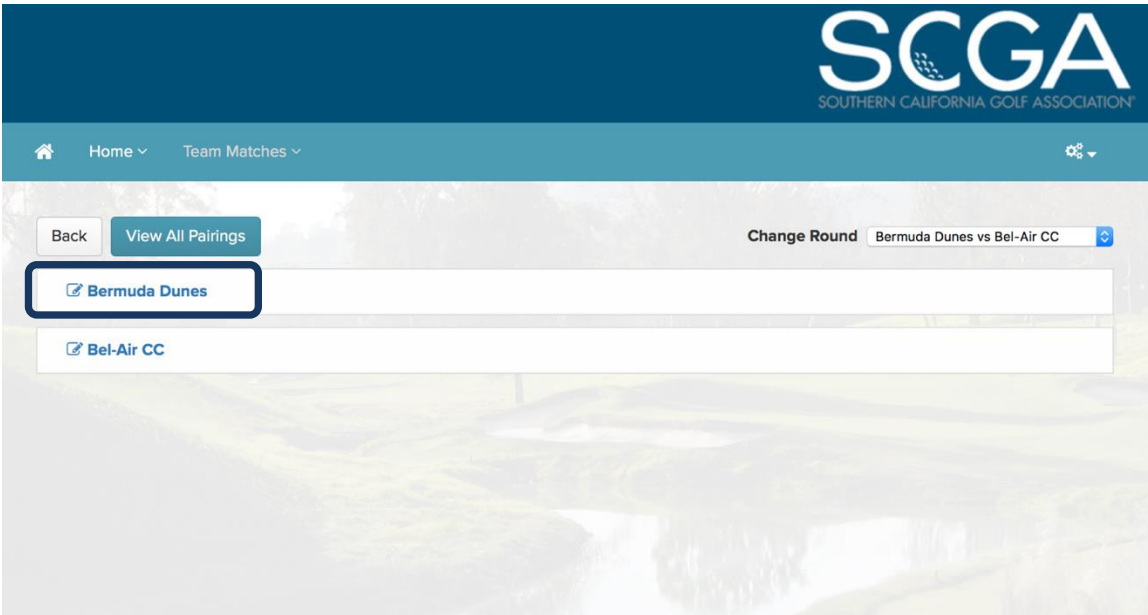 SCGA
SOUTHERN CALIFORNIA GOLF ASSOCIATION
Home
Team Matches
Back
View All Pairings
Change Round
Bermuda Dunes vs Bel-Air CC
Bermuda Dunes
Bel-Air CC